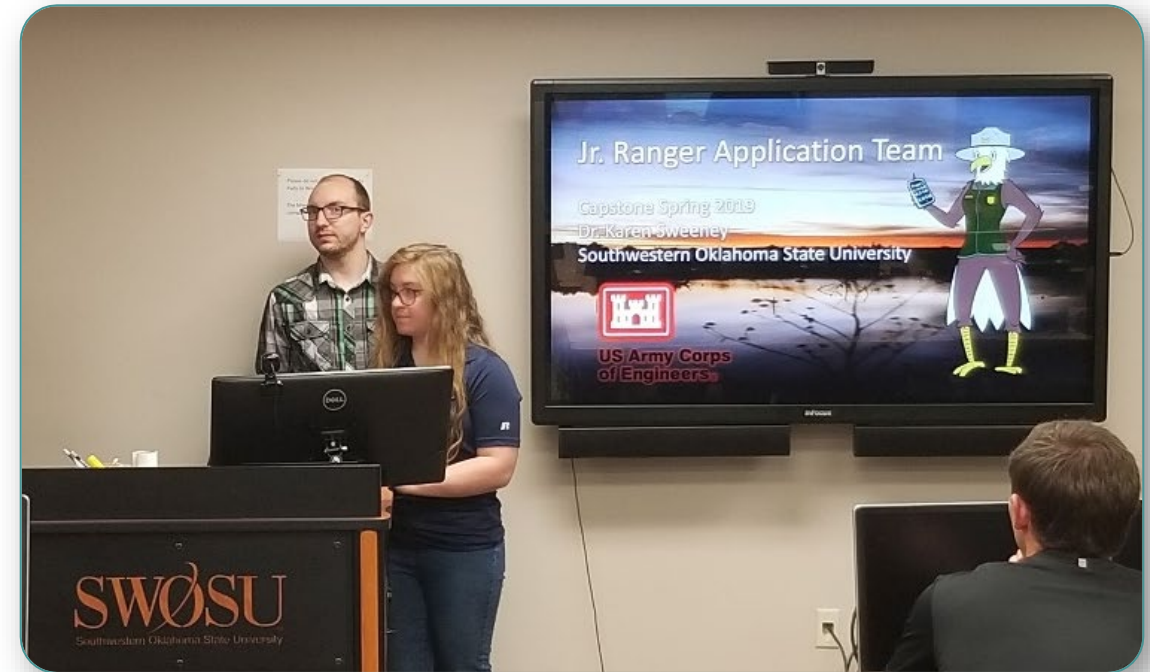 Jr. Ranger Application Team
Capstone Spring 2019
Dr. Karen Sweeney
Southwestern Oklahoma State University
US Army Corps
of Engineers
InFocus
DELL
SWOSU
Southwestern Oklahoma State University